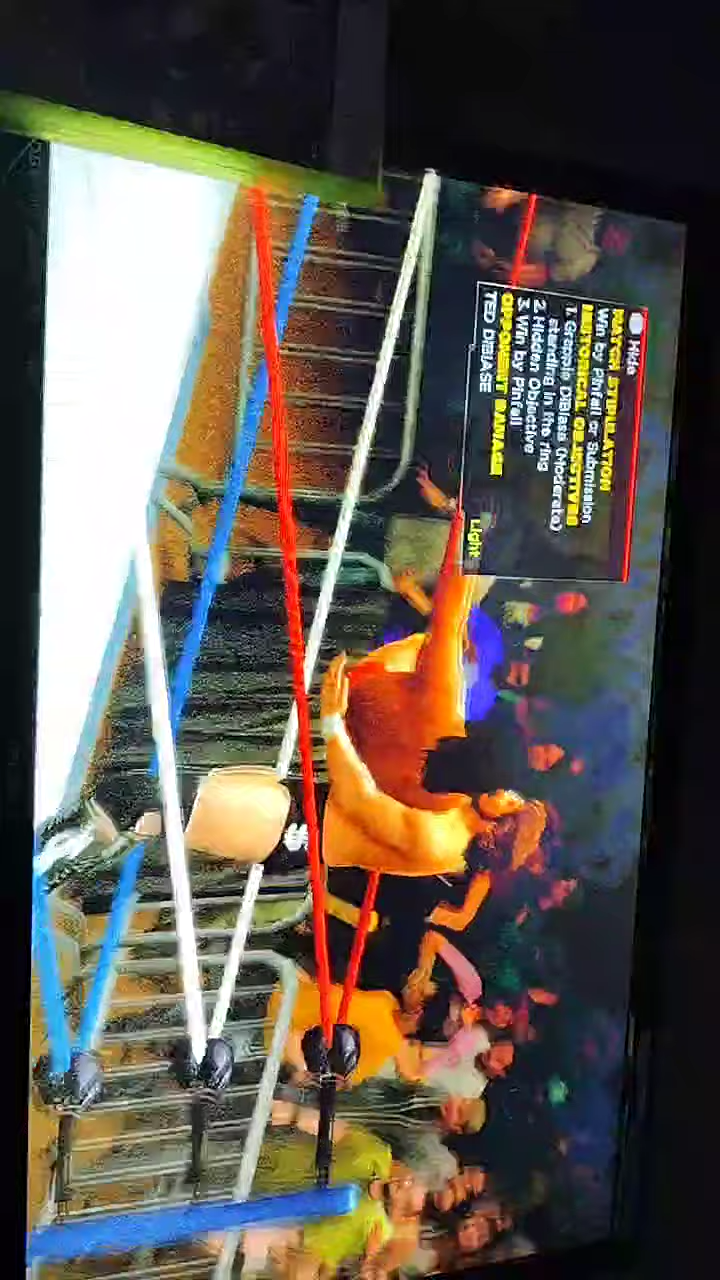 Hide
MATCH STIPULATION
Win by Pinfall or Submission
HISTORICAL OBJECTIVES
1. Grapple DiBiase (Moderate)
standing in the ring
2. Hidden Objective
3. Win by Pinfall
OPPONENT DAMAGE
TED DIBIASE
Light
$